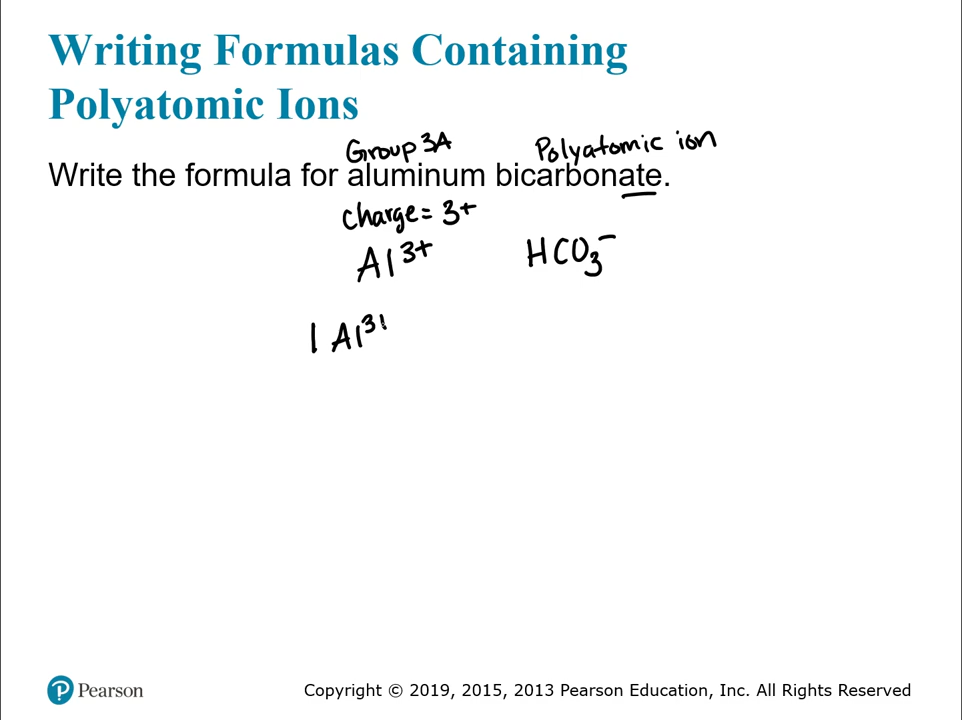 Writing Formulas Containing
Polyatomic Ions
Group 3A Polyatomic ion
Write the formula for aluminum bicarbonate.
charge = 3+
Al³⁺ HCO₃⁻
1 Al³
Pearson
Copyright © 2019, 2015, 2013 Pearson Education, Inc. All Rights Reserved